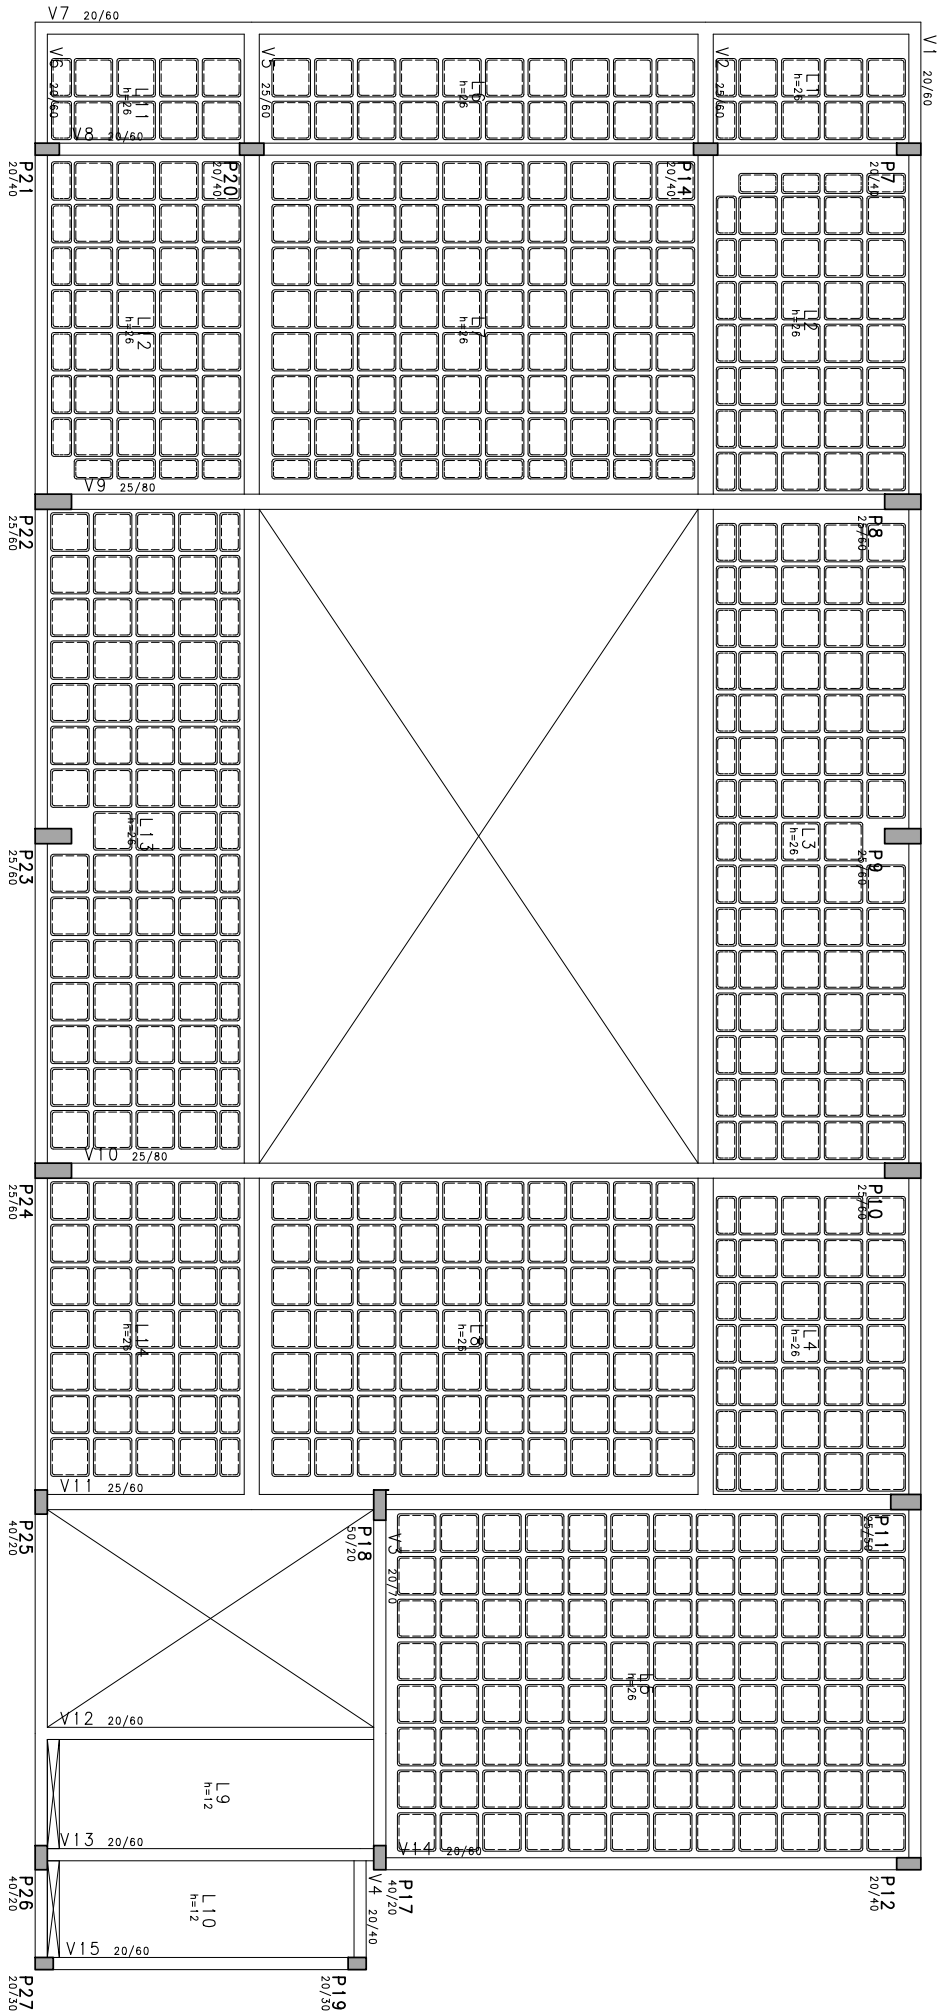 V7 20/60
V1 20/60
V6 20/60
V5 25/60
V2 25/60
L11
h=26
L6
h=26
L1
h=26
V8 20/60
P21
20/40
P20
20/40
P14
20/40
P7
20/40
L12
h=26
L7
h=26
L2
h=26
V9 25/80
P22
25/60
P8
25/60
L13
h=26
L3
h=26
P23
25/60
P9
25/60
V10 25/80
P24
25/60
P10
25/60
L14
h=26
L8
h=26
L4
h=26
V11 25/60
P25
40/20
P18
50/20
V3 20/70
P11
25/50
L5
h=26
V12 20/60
L9
h=12
V13 20/60
V14 20/60
P26
40/20
L10
h=12
V4 20/40
P17
40/20
P12
20/40
V15 20/60
P27
20/30
P19
20/30